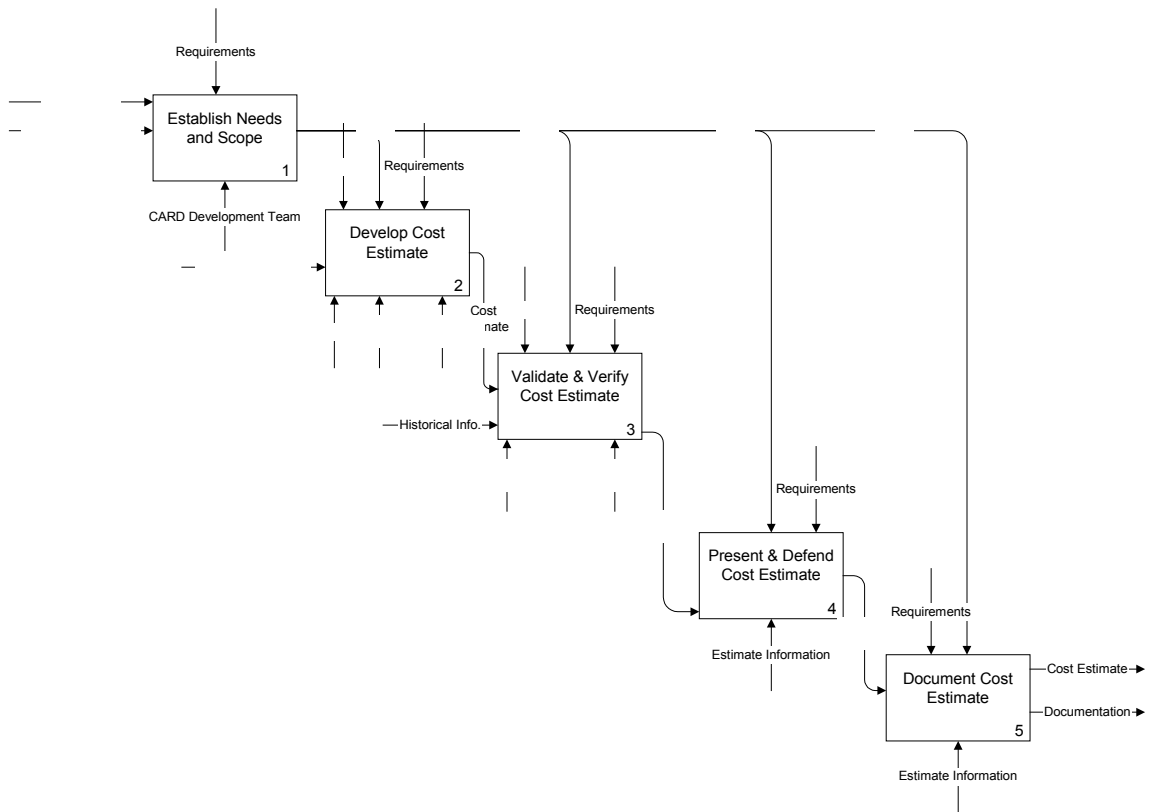 Requirements
Establish Needs
and Scope
1
CARD Development Team
Requirements
Develop Cost
Estimate
2
Cost
Requirements
Validate & Verify
Cost Estimate
3
Historical Info.
Requirements
Present & Defend
Cost Estimate
4
Estimate Information
Requirements
Document Cost
Estimate
5
Cost Estimate
Documentation
Estimate Information